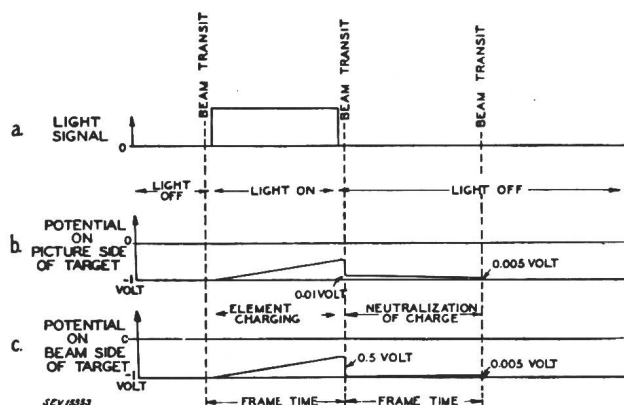 BEAM TRANSIT
BEAM TRANSIT
BEAM TRANSIT
a.
LIGHT
SIGNAL
0
LIGHT
OFF
LIGHT ON
LIGHT OFF
b.
POTENTIAL
ON
PICTURE SIDE
OF TARGET
0
-1
VOLT
0.01 VOLT
0.005 VOLT
ELEMENT
CHARGING
NEUTRALIZATION
OF CHARGE
c.
POTENTIAL
ON
BEAM SIDE
OF TARGET
0
-1
VOLT
0.5 VOLT
0.005 VOLT
FRAME TIME
FRAME TIME